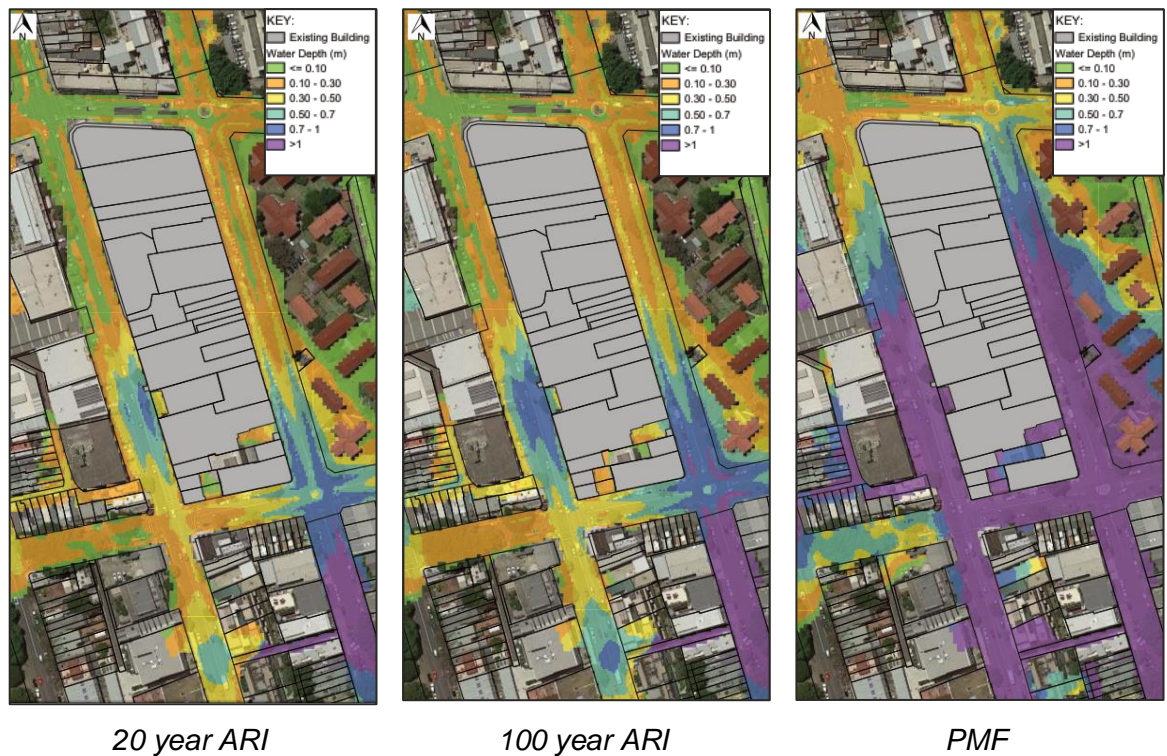 N
KEY:
Existing Building
Water Depth (m)
<= 0.10
0.10 - 0.30
0.30 - 0.50
0.50 - 0.7
0.7 - 1
>1
N
KEY:
Existing Building
Water Depth (m)
<= 0.10
0.10 - 0.30
0.30 - 0.50
0.50 - 0.7
0.7 - 1
>1
N
KEY:
Existing Building
Water Depth (m)
<= 0.10
0.10 - 0.30
0.30 - 0.50
0.50 - 0.7
0.7 - 1
>1
20 year ARI
100 year ARI
PMF